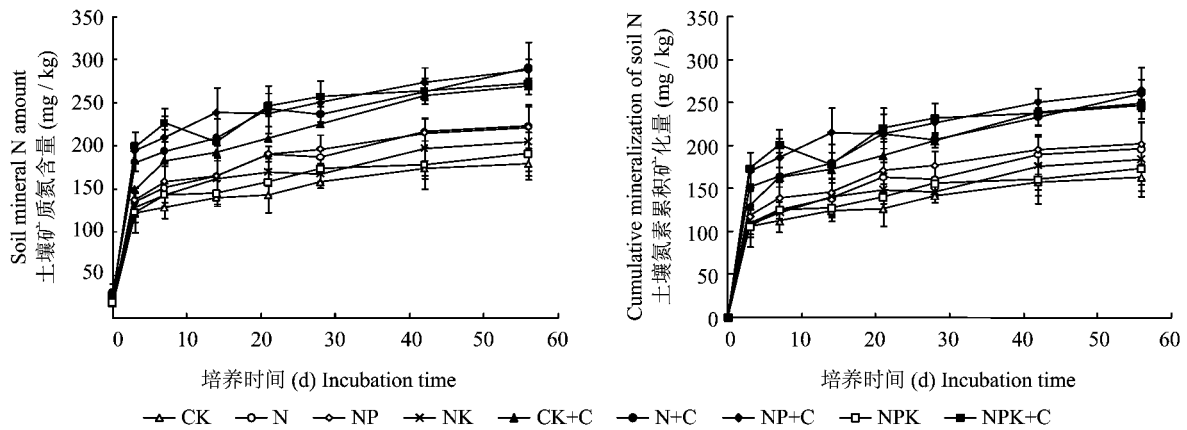 350
300
250
200
150
100
50
Soil mineral N amount
土壤矿质氮含量 (mg / kg)
0 10 20 30 40 50 60
培养时间 (d) Incubation time
350
300
250
200
150
100
50
0
Cumulative mineralization of soil N
土壤氮素累积矿化量 (mg / kg)
0 10 20 30 40 50 60
培养时间 (d) Incubation time
CK N NP NK CK+C N+C NP+C NPK NPK+C